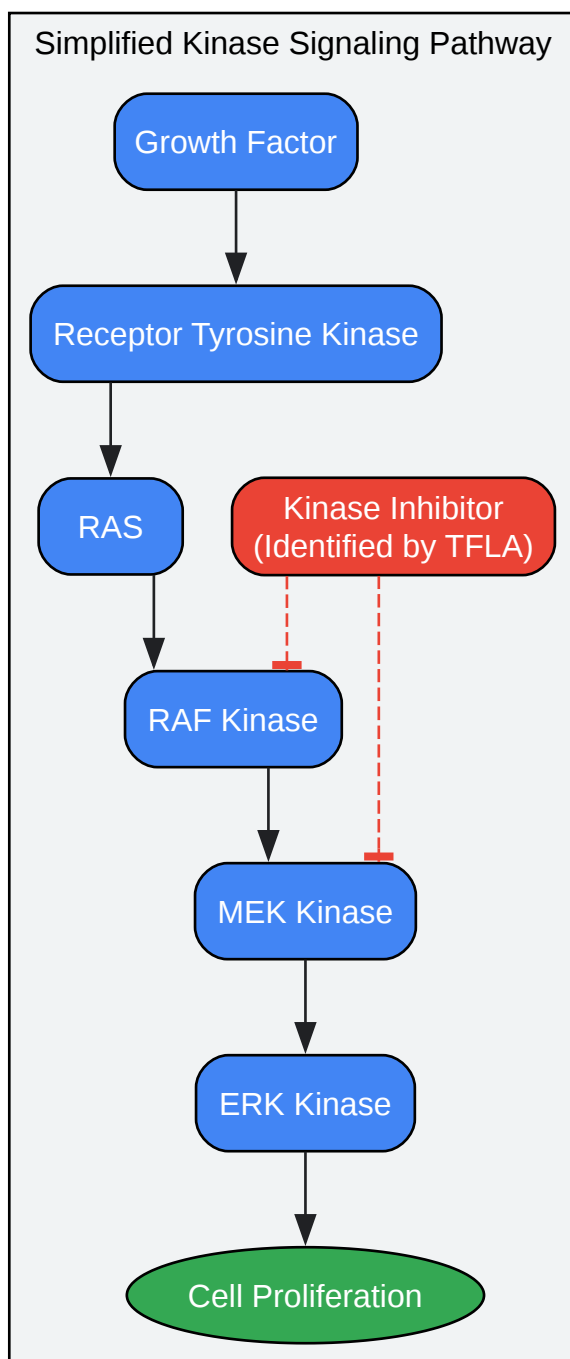 Simplified Kinase Signaling Pathway
Growth Factor
Receptor Tyrosine Kinase
RAS
Kinase Inhibitor
(Identified by TFLA)
RAF Kinase
MEK Kinase
ERK Kinase
Cell Proliferation